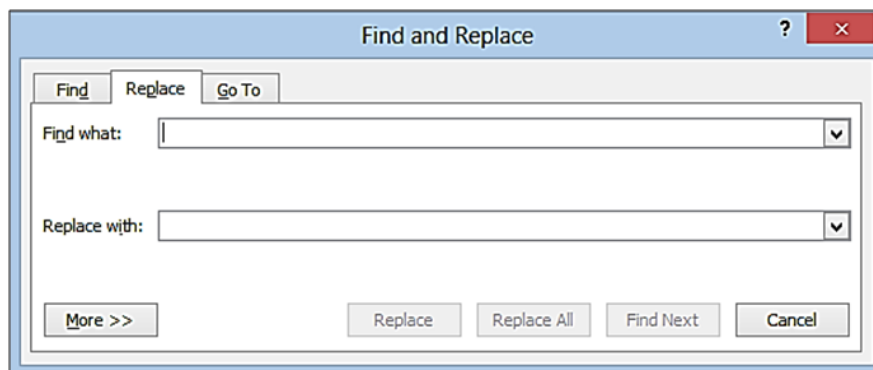 Find and Replace ?
Find Replace Go To
Find what:
Replace with:
More >> Replace Replace All Find Next Cancel